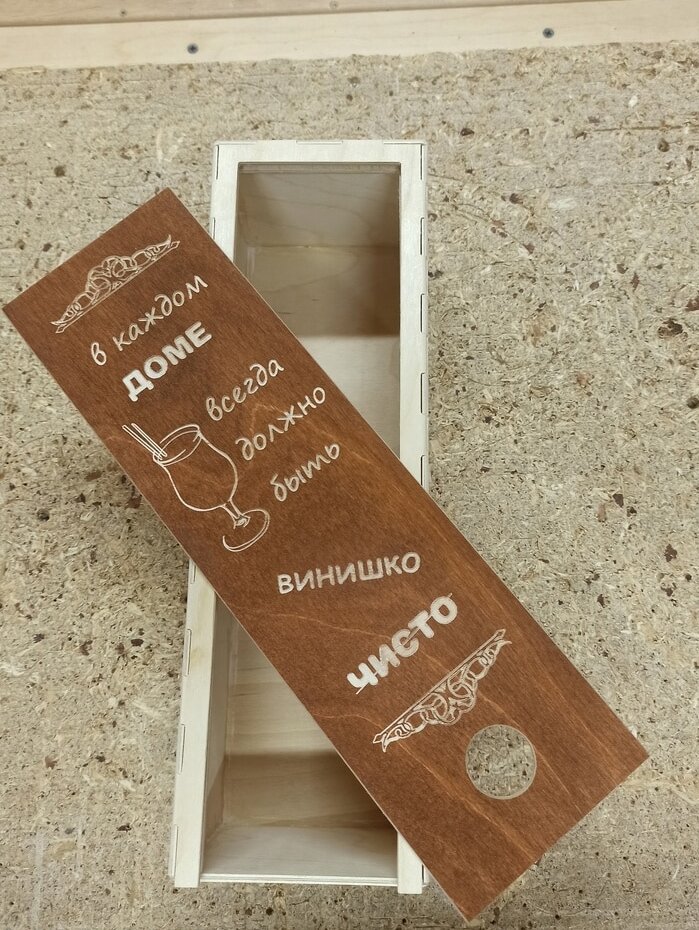 в каждом
ДОМЕ
всегда
должно
быть
ВИНИШКО
ЧИСТО